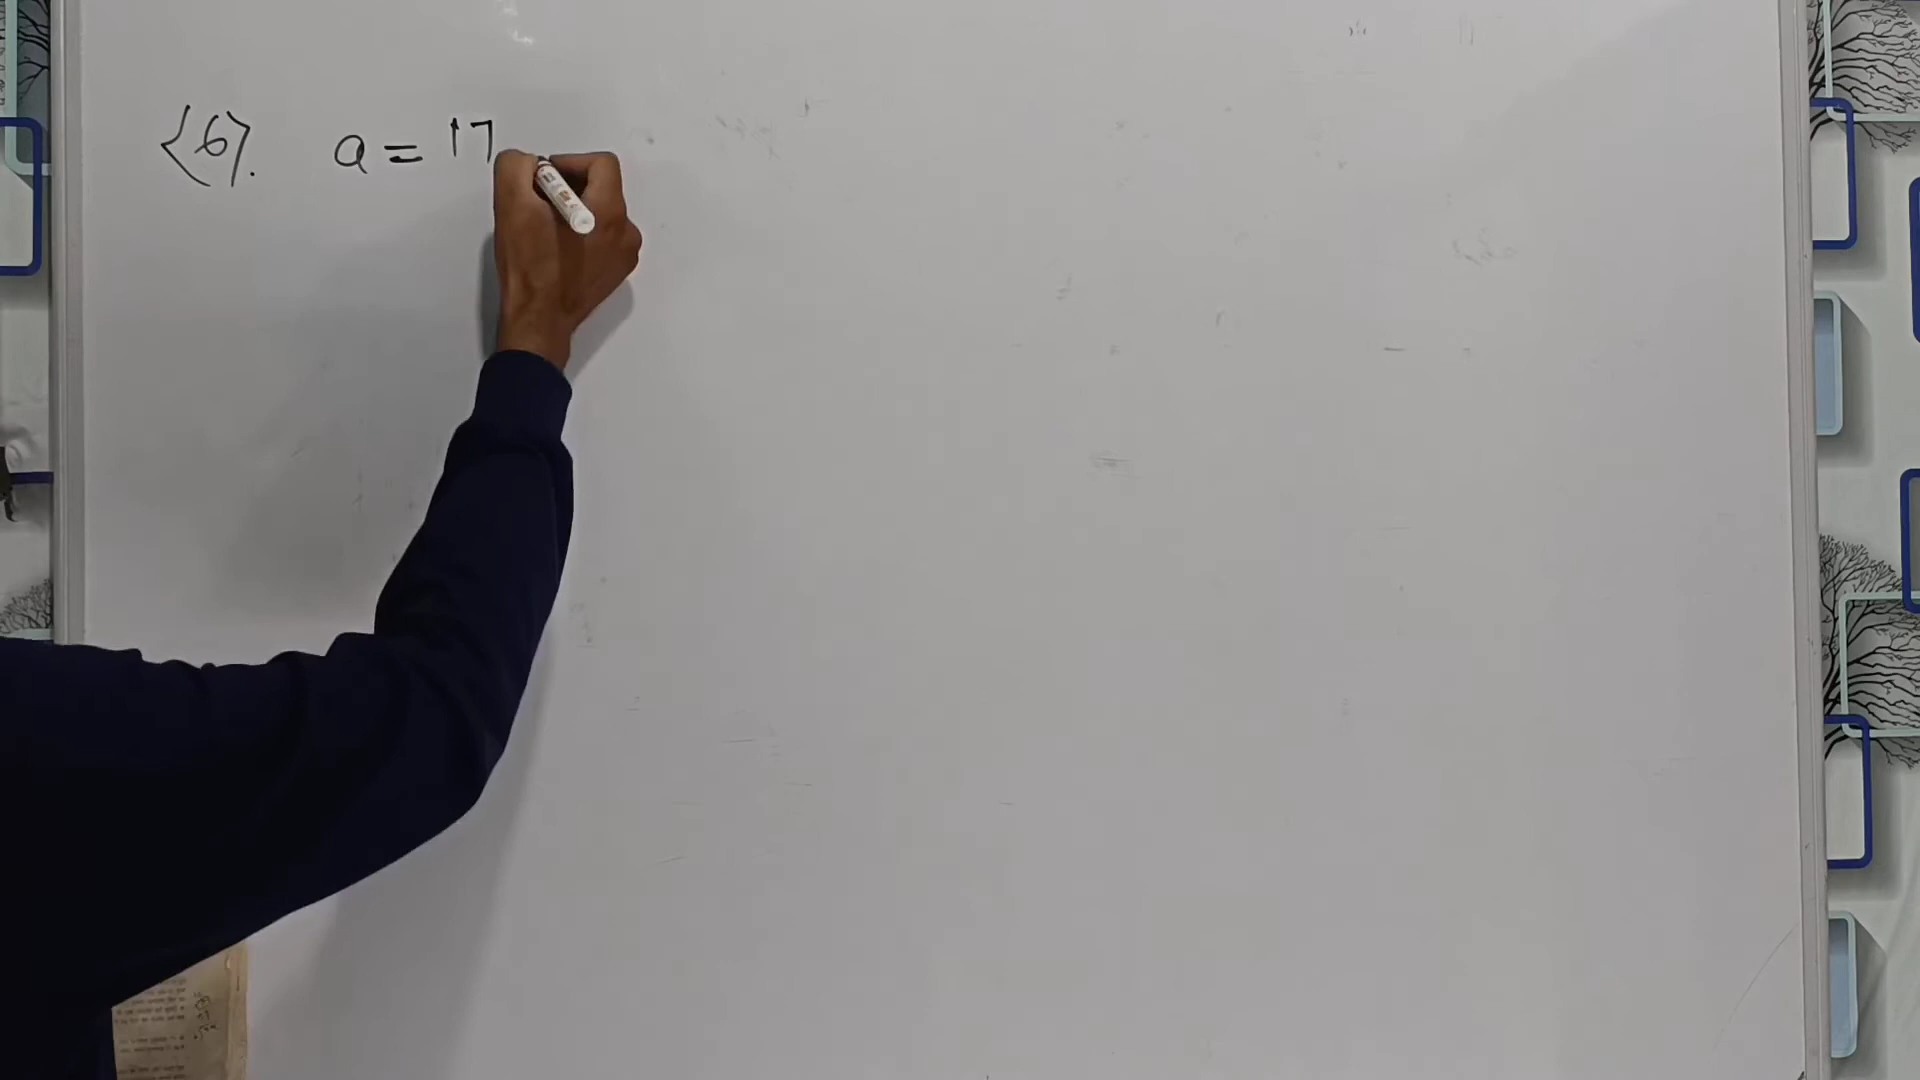 <6>. a = 17